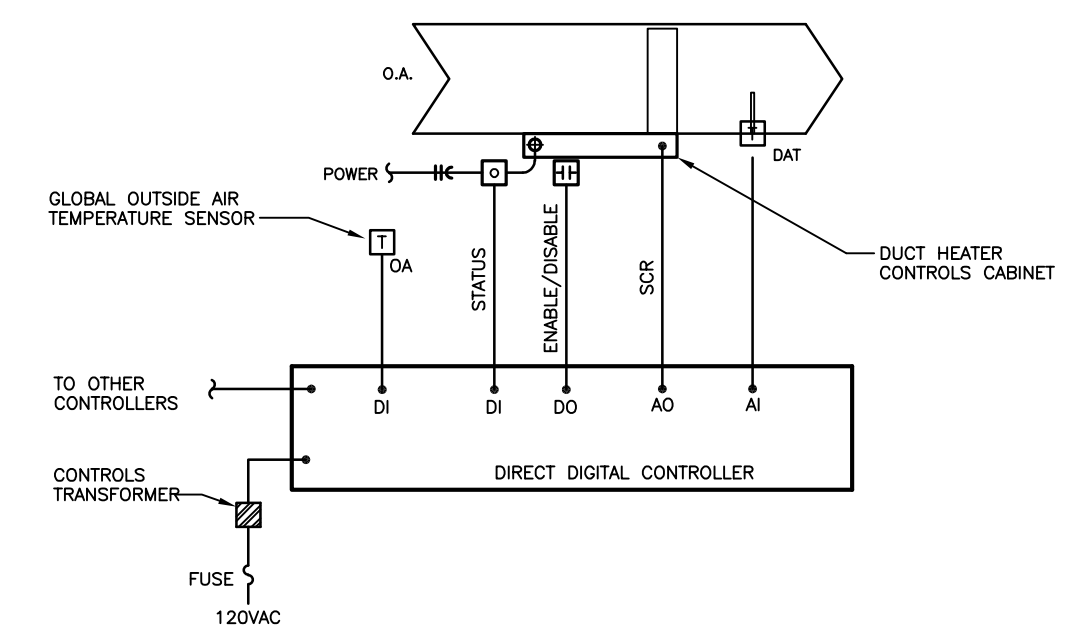 O.A.
T
DAT
POWER
GLOBAL OUTSIDE AIR
TEMPERATURE SENSOR
T
OA
STATUS
ENABLE/DISABLE
SCR
DUCT HEATER
CONTROLS CABINET
TO OTHER
CONTROLLERS
DI
DI
DO
AO
AI
DIRECT DIGITAL CONTROLLER
CONTROLS
TRANSFORMER
FUSE
120VAC